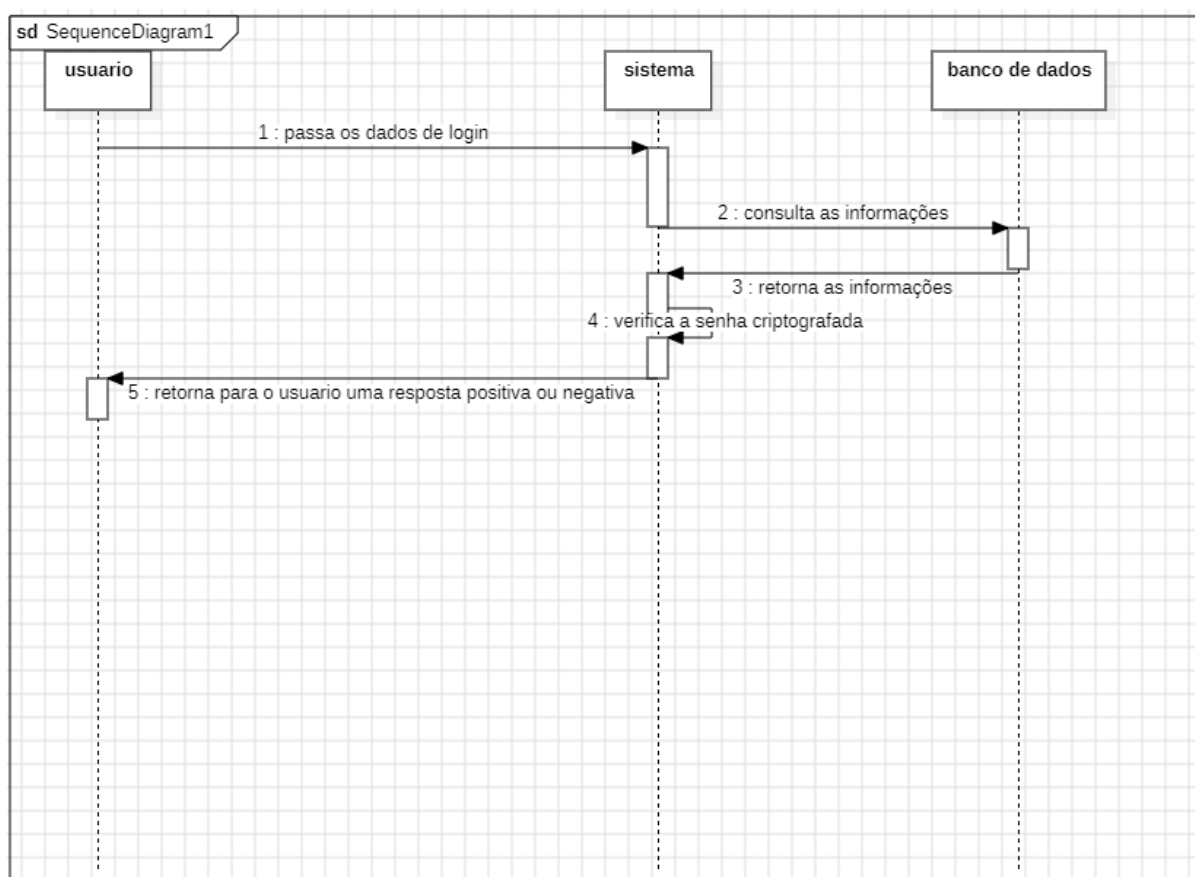 sd SequenceDiagram1
usuario
sistema
banco de dados
1 : passa os dados de login
2 : consulta as informações
3 : retorna as informações
4 : verifica a senha criptografada
5 : retorna para o usuario uma resposta positiva ou negativa